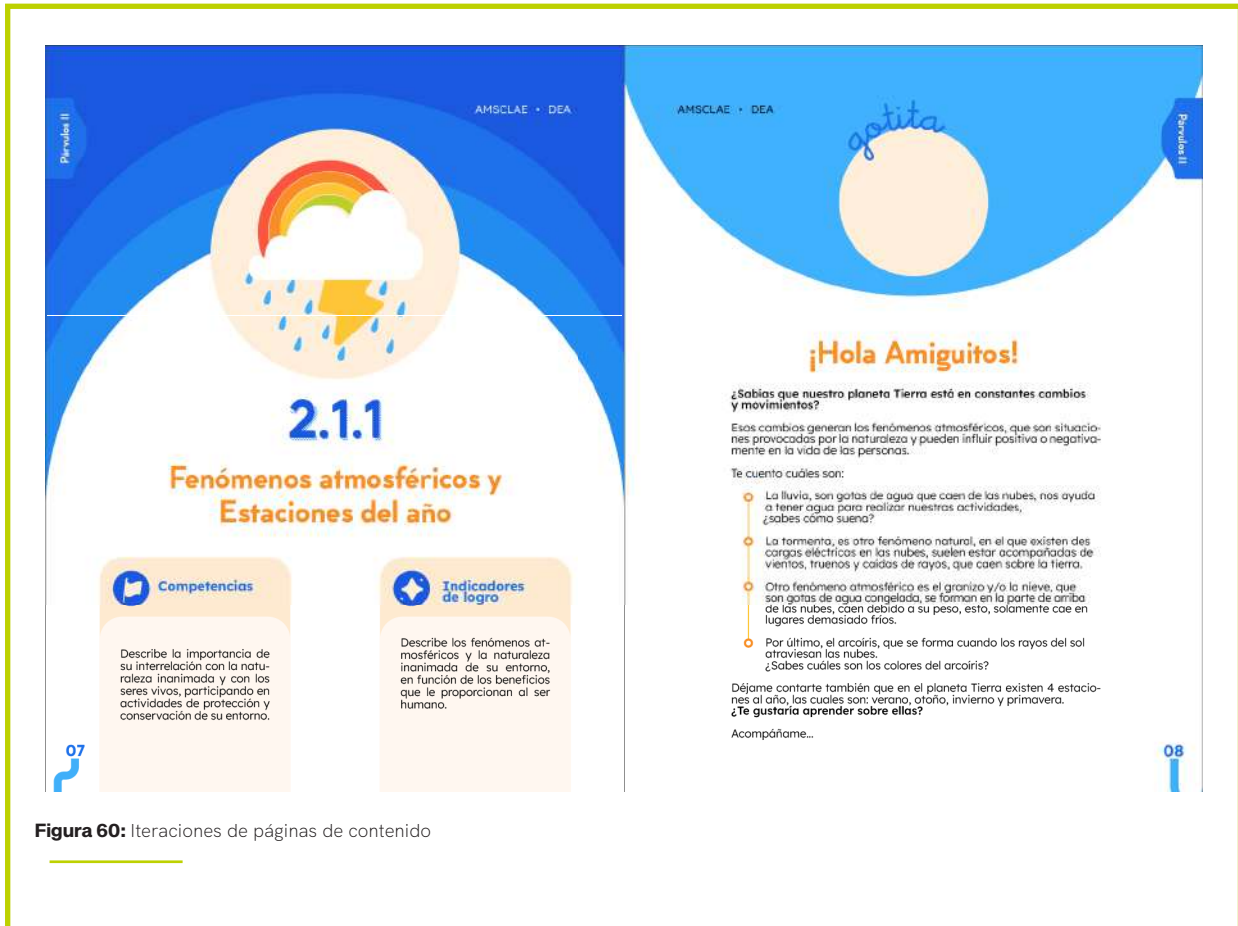 AMSCLAE • DEA
Párvulos II
2.1.1
Fenómenos atmosféricos y
Estaciones del año
Competencias
Describe la importancia de
su interrelación con la natu-
raleza inanimada y con los
seres vivos, participando en
actividades de protección y
conservación de su entorno.
Indicadores
de logro
Describe los fenómenos at-
mosféricos y la naturaleza
inanimada de su entorno,
en función de los beneficios
que le proporcionan al ser
humano.
07
AMSCLAE • DEA
gotita
Párvulos II
¡Hola Amiguitos!
¿Sabías que nuestro planeta Tierra está en constantes cambios
y movimientos?
Esos cambios generan los fenómenos atmosféricos, que son situacio-
nes provocadas por la naturaleza y pueden influir positiva o negativa-
mente en la vida de las personas.
Te cuento cuáles son:
La lluvia, son gotas de agua que caen de las nubes, nos ayuda
a tener agua para realizar nuestras actividades,
¿sabes cómo suena?
La tormenta, es otro fenómeno natural, en el que existen des
cargas eléctricas en las nubes, suelen estar acompañadas de
vientos, truenos y caídas de rayos, que caen sobre la tierra.
Otro fenómeno atmosférico es el granizo y/o la nieve, que
son gotas de agua congelada, se forman en la parte de arriba
de las nubes, caen debido a su peso, esto, solamente cae en
lugares demasiado fríos.
Por último, el arcoíris, que se forma cuando los rayos del sol
atraviesan las nubes.
¿Sabes cuáles son los colores del arcoíris?
Déjame contarte también que en el planeta Tierra existen 4 estacio-
nes al año, las cuales son: verano, otoño, invierno y primavera.
¿Te gustaría aprender sobre ellas?
Acompáñame...
08
Figura 60: Iteraciones de páginas de contenido